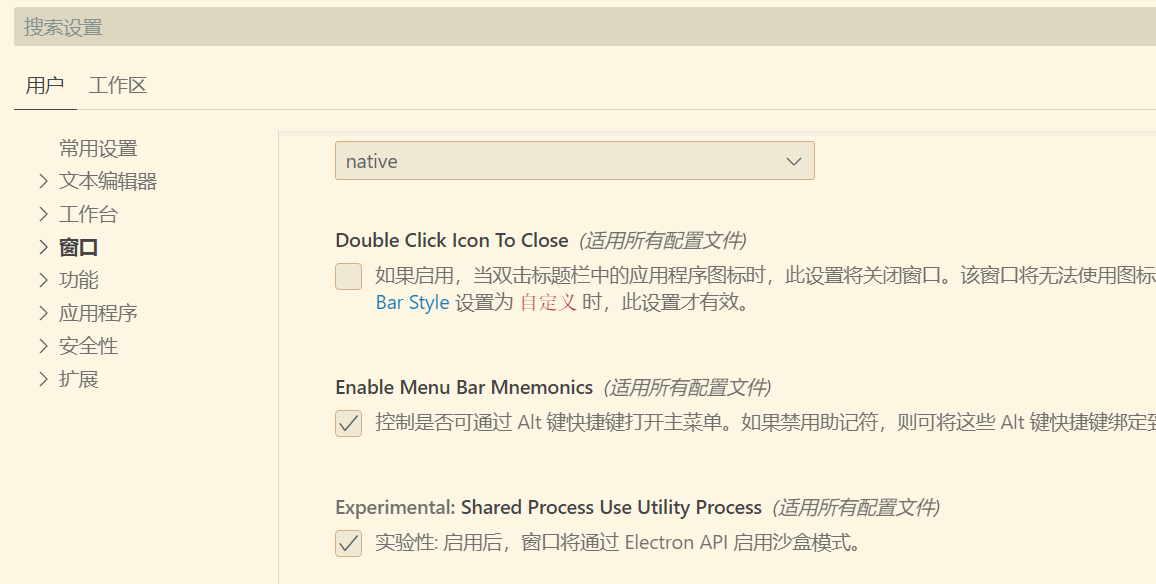 搜索设置
用户 工作区
常用设置
文本编辑器
工作台
窗口
功能
应用程序
安全性
扩展
native
Double Click Icon To Close (适用所有配置文件)
如果启用，当双击标题栏中的应用程序图标时，此设置将关闭窗口。该窗口将无法使用图标
Bar Style 设置为 自定义 时，此设置才有效。
Enable Menu Bar Mnemonics (适用所有配置文件)
控制是否可通过 Alt 键快捷键打开主菜单。如果禁用助记符，则可将这些 Alt 键快捷键绑定到
Experimental: Shared Process Use Utility Process (适用所有配置文件)
实验性: 启用后，窗口将通过 Electron API 启用沙盒模式。